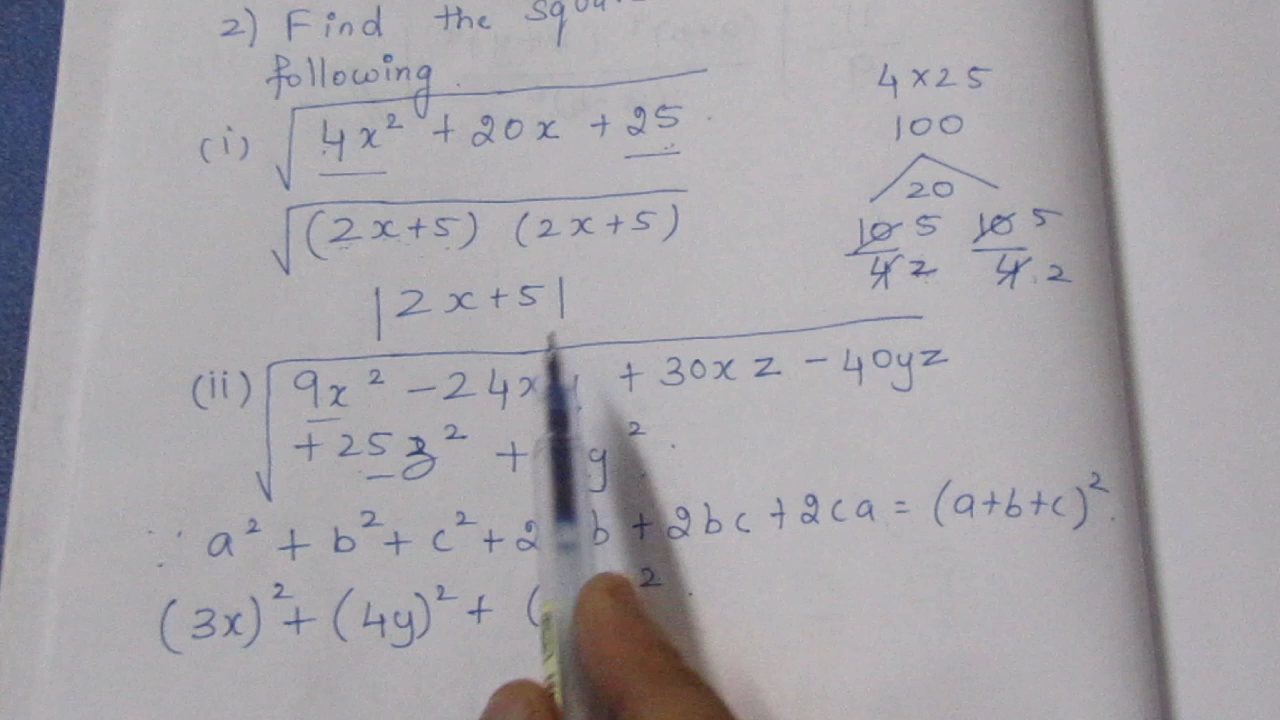 2) Find the
following.
(i) √4x² + 20x + 25
√(2x+5) (2x+5)
|2x+5|
(ii) √9x² - 24x + 30xz - 40yz
+ 25z² + y²
∵ a² + b² + c² + 2 b + 2bc + 2ca = (a+b+c)².
(3x)² + (4y)² + ( ²
4 x 25
100
20
10 5 10 5
4 2 4 2